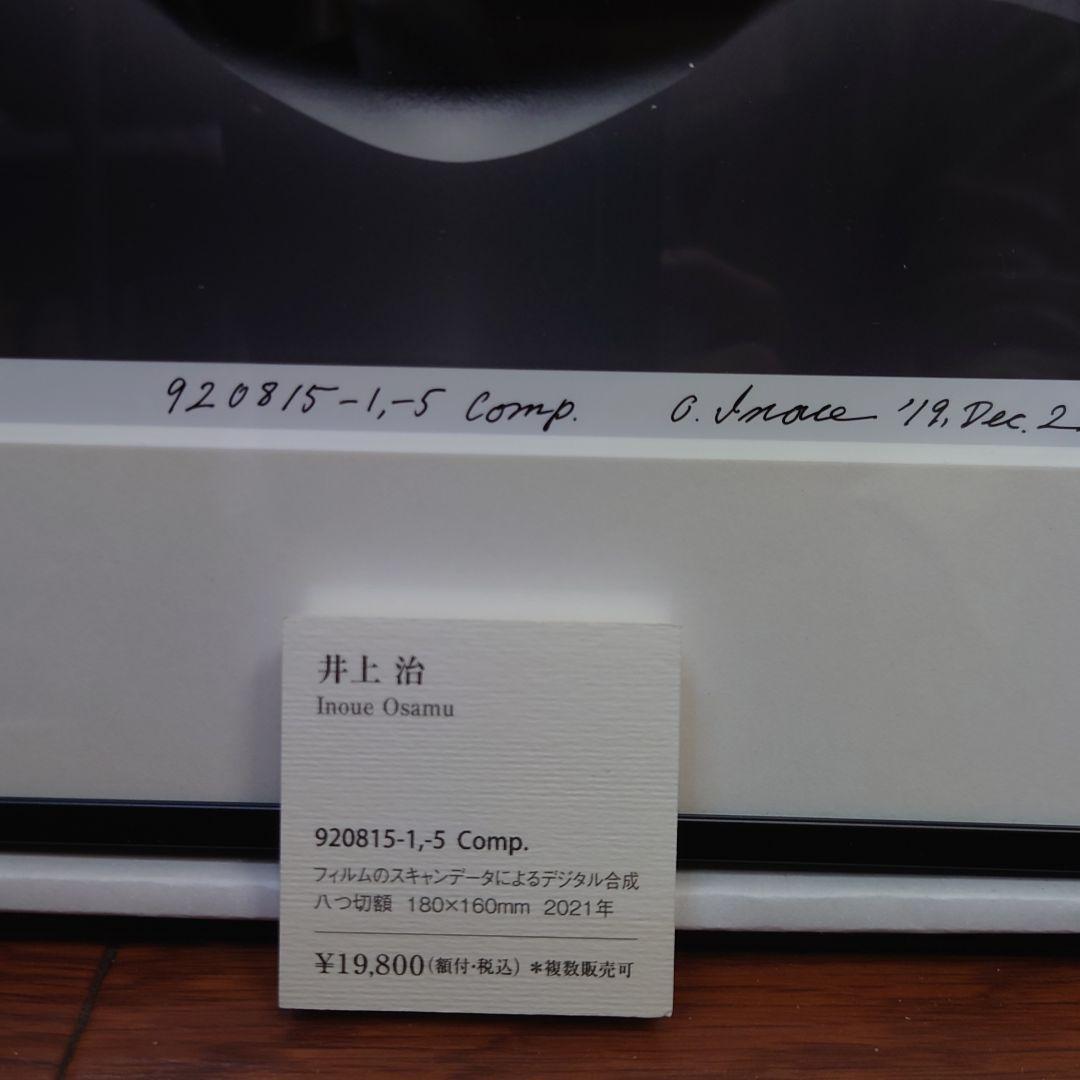 920815-1,-5 Comp. O. Inoue '19, Dec. 2
井上 治
Inoue Osamu
920815-1,-5 Comp.
フィルムのスキャンデータによるデジタル合成
八つ切額 180×160mm 2021年
¥19,800(額付・税込) *複数販売可